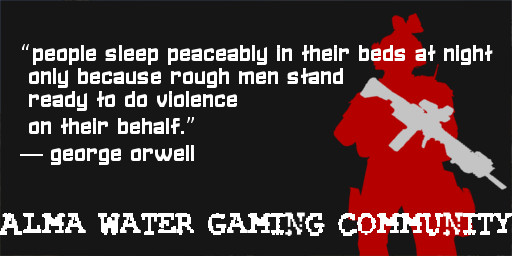 “people sleep peaceably in their beds at night
only because rough men stand
ready to do violence
on their behalf.”
— george orwell
ALMA WATER GAMING COMMUNITY